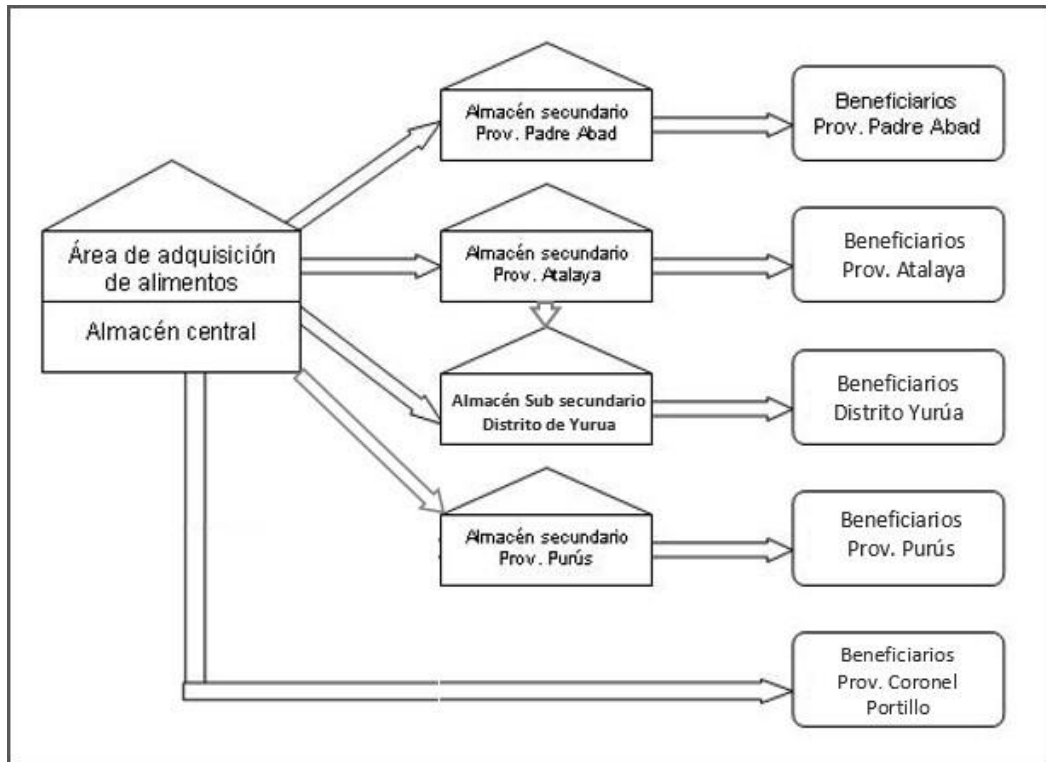 Almacén secundario
Prov. Padre Abad
Beneficiarios
Prov. Padre Abad
Área de adquisición
de alimentos
Almacén central
Almacén secundario
Prov. Atalaya
Beneficiarios
Prov. Atalaya
Almacén Sub secundario
Distrito de Yurua
Beneficiarios
Distrito Yurúa
Almacén secundario
Prov. Purús
Beneficiarios
Prov. Purús
Beneficiarios
Prov. Coronel
Portillo